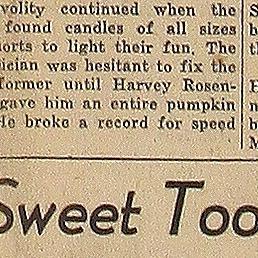 volity continued when the
found candles of all sizes
orts to light their fun. The
ician was hesitant to fix the
former until Harvey Rosen-
gave him an entire pumpkin
He broke a record for speed
Sweet Too